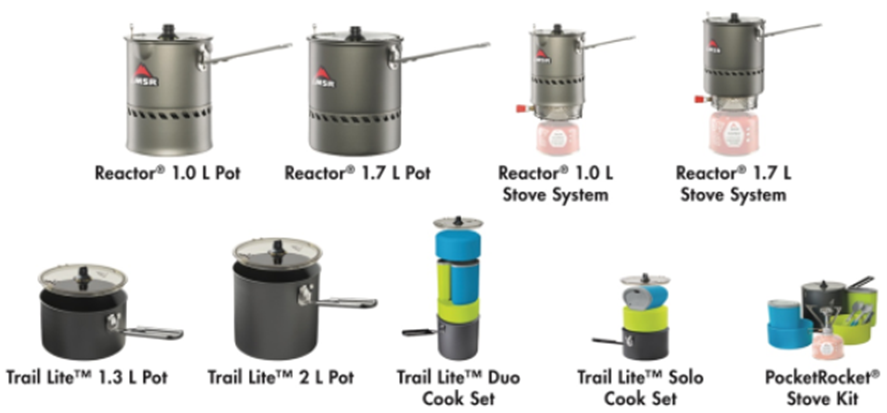 MSR
MSR
Reactor® 1.0 L Pot
Reactor® 1.7 L Pot
Reactor® 1.0 L
Stove System
Reactor® 1.7 L
Stove System
Trail Lite™ 1.3 L Pot
Trail Lite™ 2 L Pot
Trail Lite™ Duo
Cook Set
Trail Lite™ Solo
Cook Set
PocketRocket®
Stove Kit